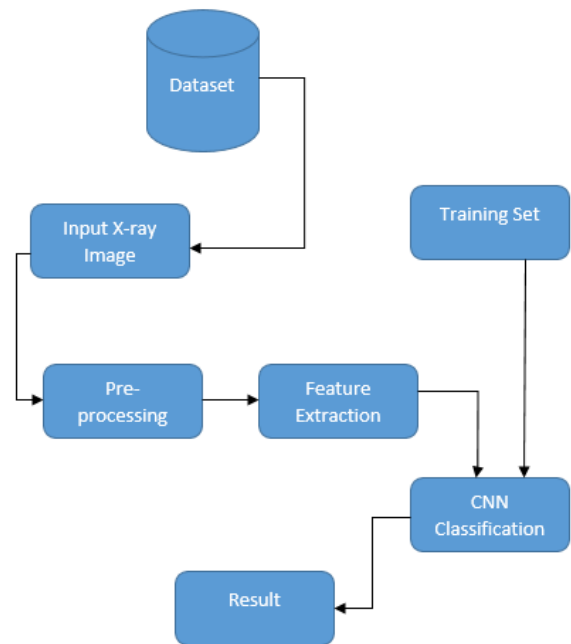 Dataset
Input X-ray
Image
Training Set
Pre-
processing
Feature
Extraction
CNN
Classification
Result